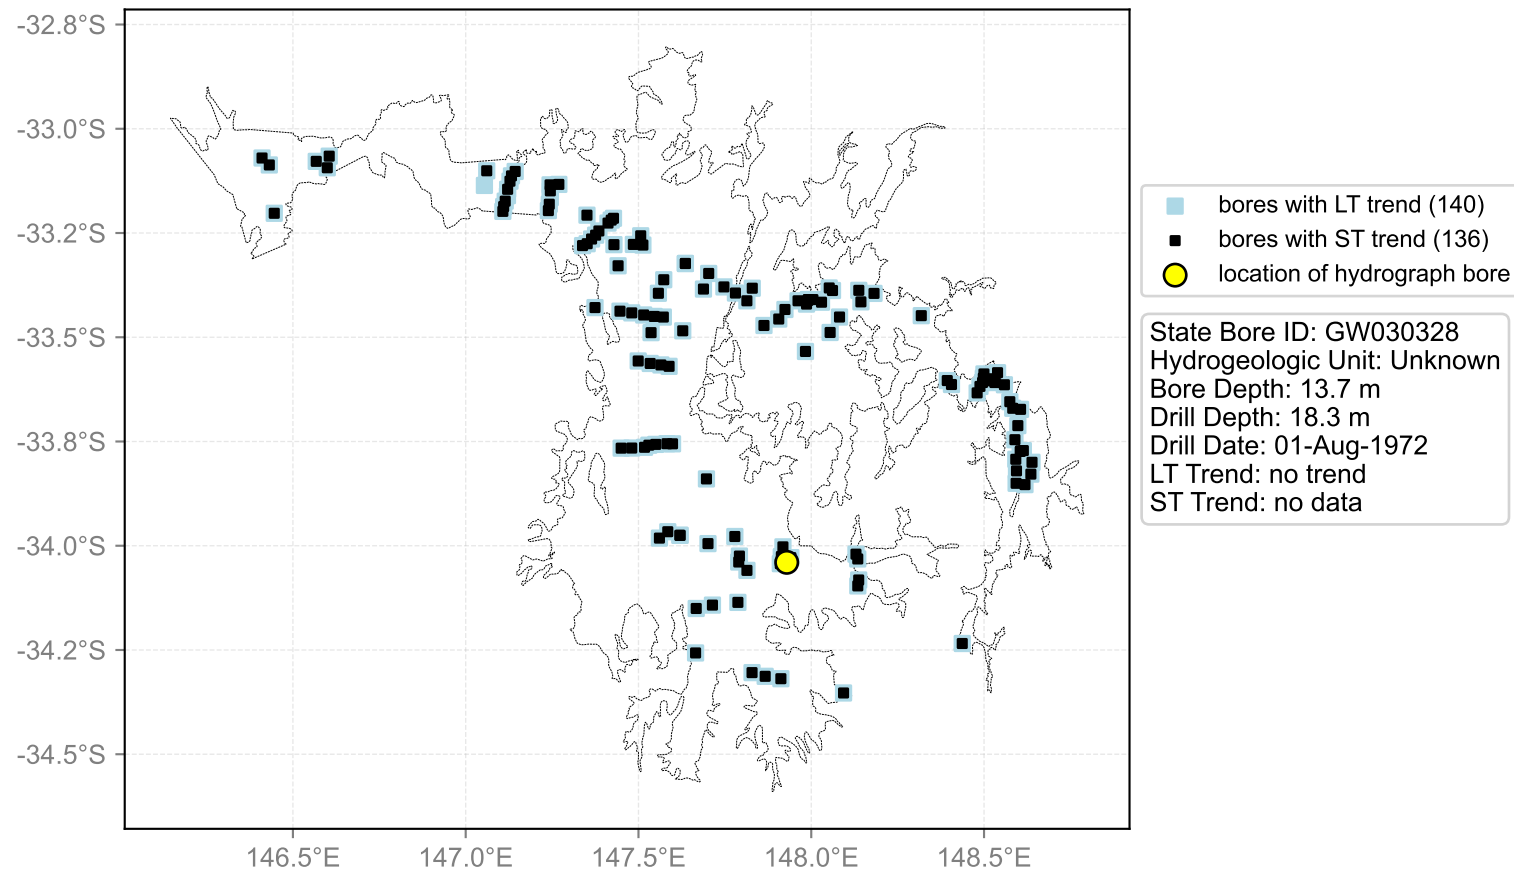 -32.8°S
-33.0°S
-33.2°S
-33.5°S
-33.8°S
-34.0°S
-34.2°S
-34.5°S
146.5°E
147.0°E
147.5°E
148.0°E
148.5°E
bores with LT trend (140)
bores with ST trend (136)
location of hydrograph bore
State Bore ID: GW030328
Hydrogeologic Unit: Unknown
Bore Depth: 13.7 m
Drill Depth: 18.3 m
Drill Date: 01-Aug-1972
LT Trend: no trend
ST Trend: no data